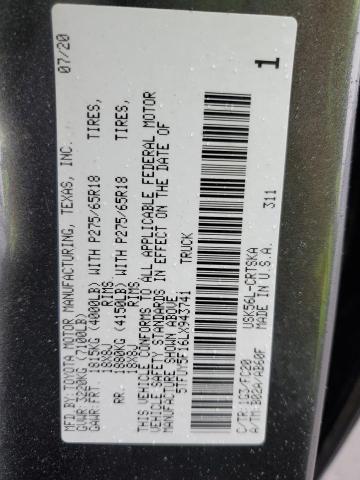 MFD BY: TOYOTA MOTOR MANUFACTURING, TEXAS, INC. 07/20
GVWR 3220KG (7100LB)
GAWR: FRT. 1815KG (4000LB) WITH P275/65R18 TIRES,
18X8J RIMS
RR. 1880KG (4150LB) WITH P275/65R18 TIRES,
18X8J RIMS
THIS VEHICLE CONFORMS TO ALL APPLICABLE FEDERAL MOTOR
VEHICLE SAFETY STANDARDS IN EFFECT ON THE DATE OF
MANUFACTURE SHOWN ABOVE.
TRUCK
USK56L-CRTSKA 311
C/TR: 1G3/FC20
A/TM: B02A/AB60F MADE IN U.S.A.
1